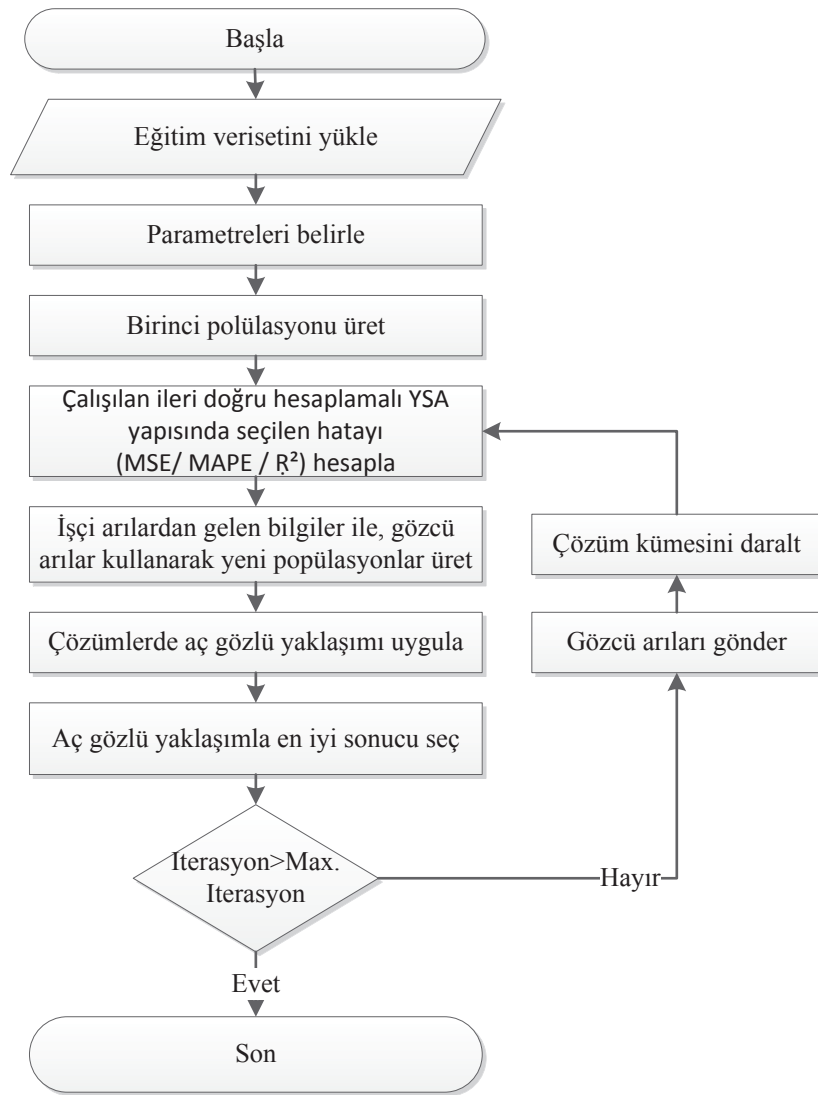 Başla
Eğitim verisetini yükle
Parametreleri belirle
Birinci polülasyonu üret
Çalışılan ileri doğru hesaplamalı YSA
yapısında seçilen hatayı
(MSE/ MAPE / Ṛ²) hesapla
İşçi arılardan gelen bilgiler ile, gözcü
arılar kullanarak yeni popülasyonlar üret
Çözümlerde aç gözlü yaklaşımı uygula
Aç gözlü yaklaşımla en iyi sonucu seç
Iterasyon>Max.
Iterasyon
Hayır
Gözcü arıları gönder
Çözüm kümesini daralt
Evet
Son